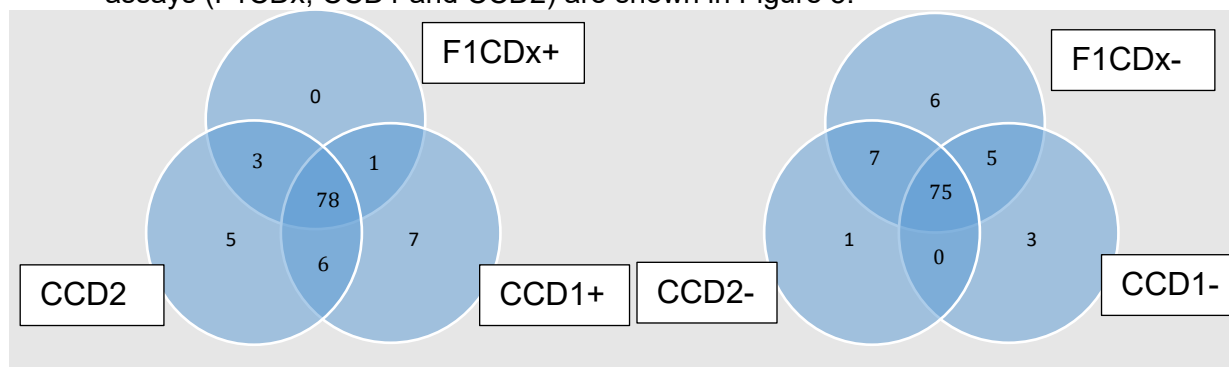 assays (F1CDx, CCD1 and CCD2) are shown in Figure
F1CDx+
0
3
1
78
5
7
6
CCD2
CCD1+
F1CDx-
6
7
5
75
1
3
0
CCD2-
CCD1-